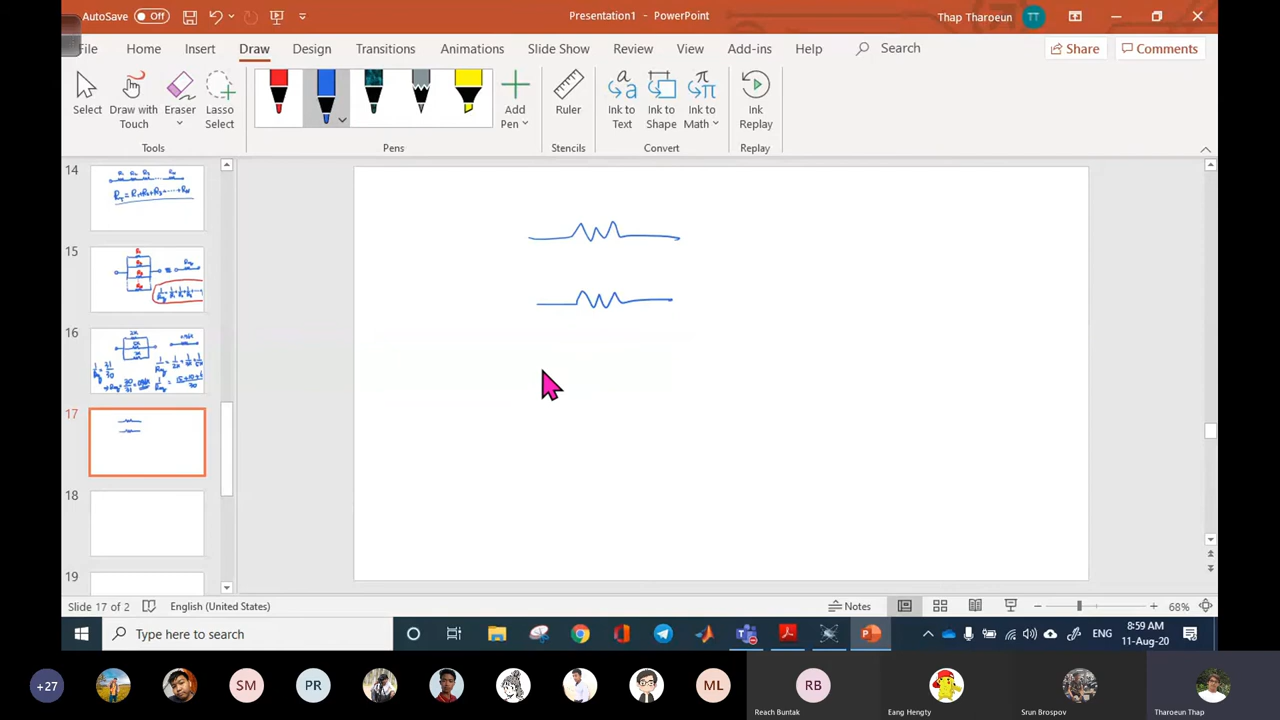 AutoSave Off
Presentation1 - PowerPoint
Thap Tharoeun TT
File Home Insert Draw Design Transitions Animations Slide Show Review View Add-ins Help Search Share Comments
Select
Draw with Touch
Eraser
Lasso Select
Add Pen
Ruler
Ink to Text
Ink to Shape
Ink to Math
Ink Replay
Tools Pens Stencils Convert Replay
14
15
16
17
18
19
Slide 17 of 2 English (United States) Notes 68%
Type here to search
ENG
8:59 AM
11-Aug-20
+27 SM PR ML RB
Reach Buntak Eang Hengty Srun Brospov Tharoeun Thap